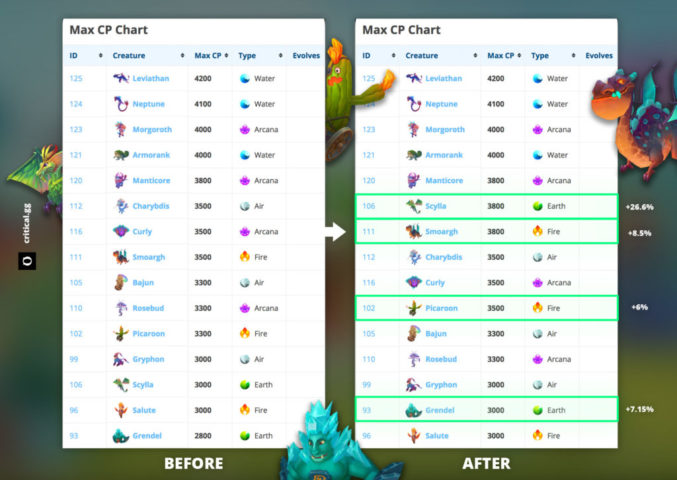 Max CP Chart
ID Creature Max CP Type Evolves
125 Leviathan 4200 Water
124 Neptune 4100 Water
123 Morgoroth 4000 Arcana
121 Armorank 4000 Water
120 Manticore 3800 Arcana
112 Charybdis 3500 Air
116 Curly 3500 Arcana
111 Smoargh 3500 Fire
105 Bajun 3300 Air
110 Rosebud 3300 Arcana
102 Picaroon 3300 Fire
99 Gryphon 3000 Air
106 Scylla 3000 Earth
96 Salute 3000 Fire
93 Grendel 2800 Earth
BEFORE
critical.gg
Max CP Chart
ID Creature Max CP Type Evolves
125 Leviathan 4200 Water
124 Neptune 4100 Water
123 Morgoroth 4000 Arcana
121 Armorank 4000 Water
120 Manticore 3800 Arcana
106 Scylla 3800 Earth +26.6%
111 Smoargh 3800 Fire +8.5%
112 Charybdis 3500 Air
116 Curly 3500 Arcana
102 Picaroon 3500 Fire +6%
105 Bajun 3300 Air
110 Rosebud 3300 Arcana
99 Gryphon 3000 Air
93 Grendel 3000 Earth +7.15%
96 Salute 3000 Fire
AFTER